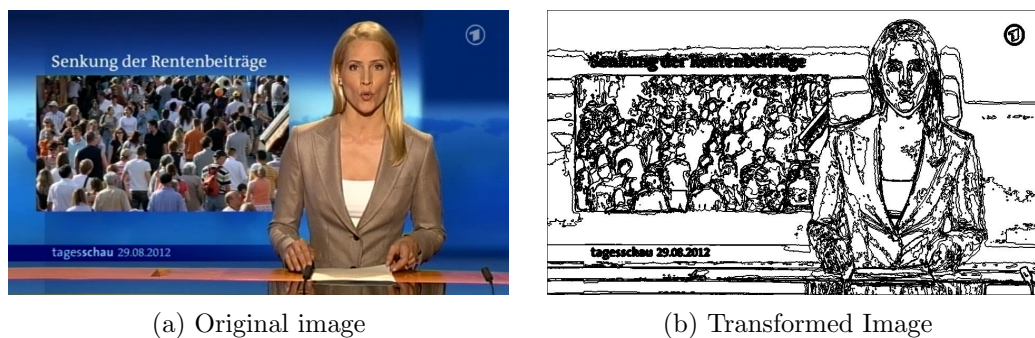 Senkung der Rentenbeiträge
tagesschau 29.08.2012
(a) Original image
Senkung der Rentenbeiträge
tagesschau 29.08.2012
(b) Transformed Image